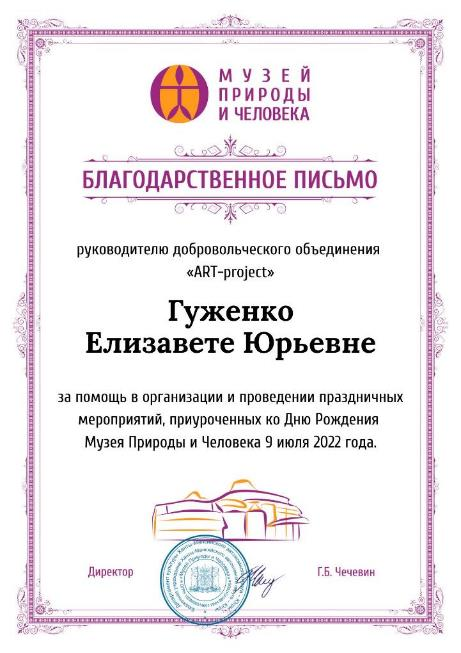 МУЗЕЙ
ПРИРОДЫ
И ЧЕЛОВЕКА
БЛАГОДАРСТВЕННОЕ ПИСЬМО
руководителю добровольческого объединения
«ART-project»
Гуженко
Елизавете Юрьевне
за помощь в организации и проведении праздничных
мероприятий, приуроченных ко Дню Рождения
Музея Природы и Человека 9 июля 2022 года.
Директор
Г.Б. Чечевин